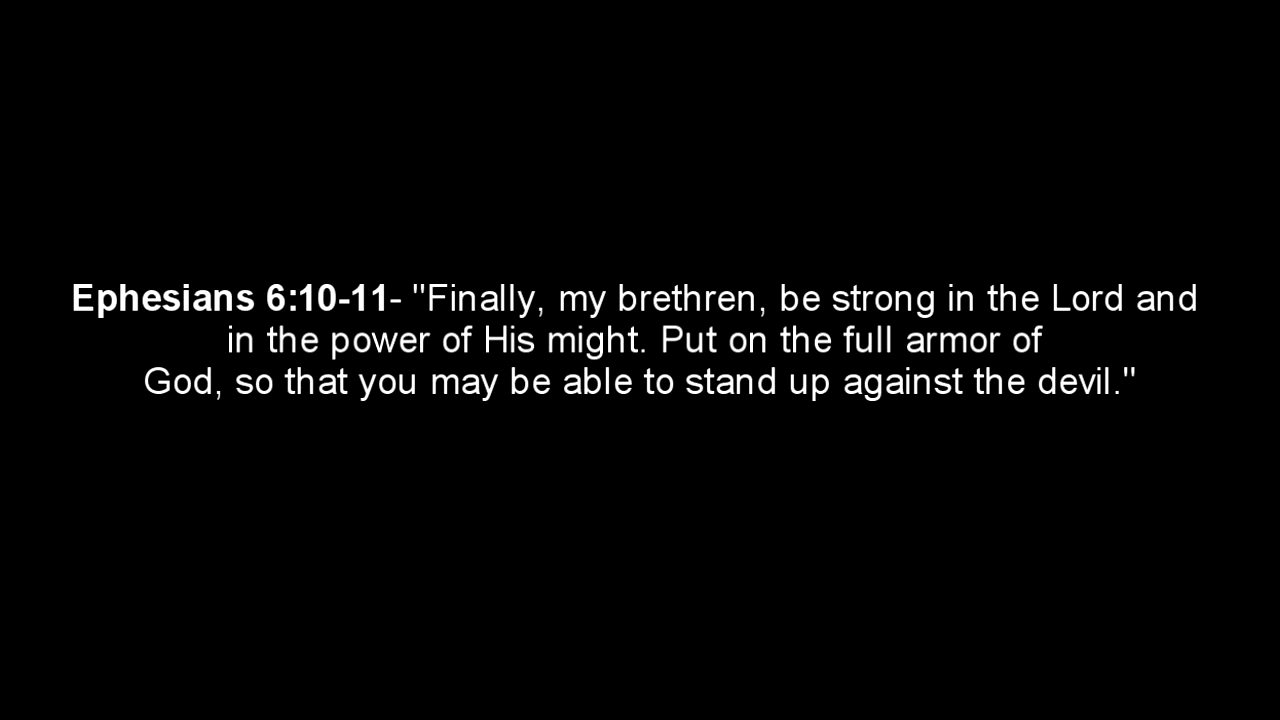 Ephesians 6:10-11- "Finally, my brethren, be strong in the Lord and
in the power of His might. Put on the full armor of
God, so that you may be able to stand up against the devil."